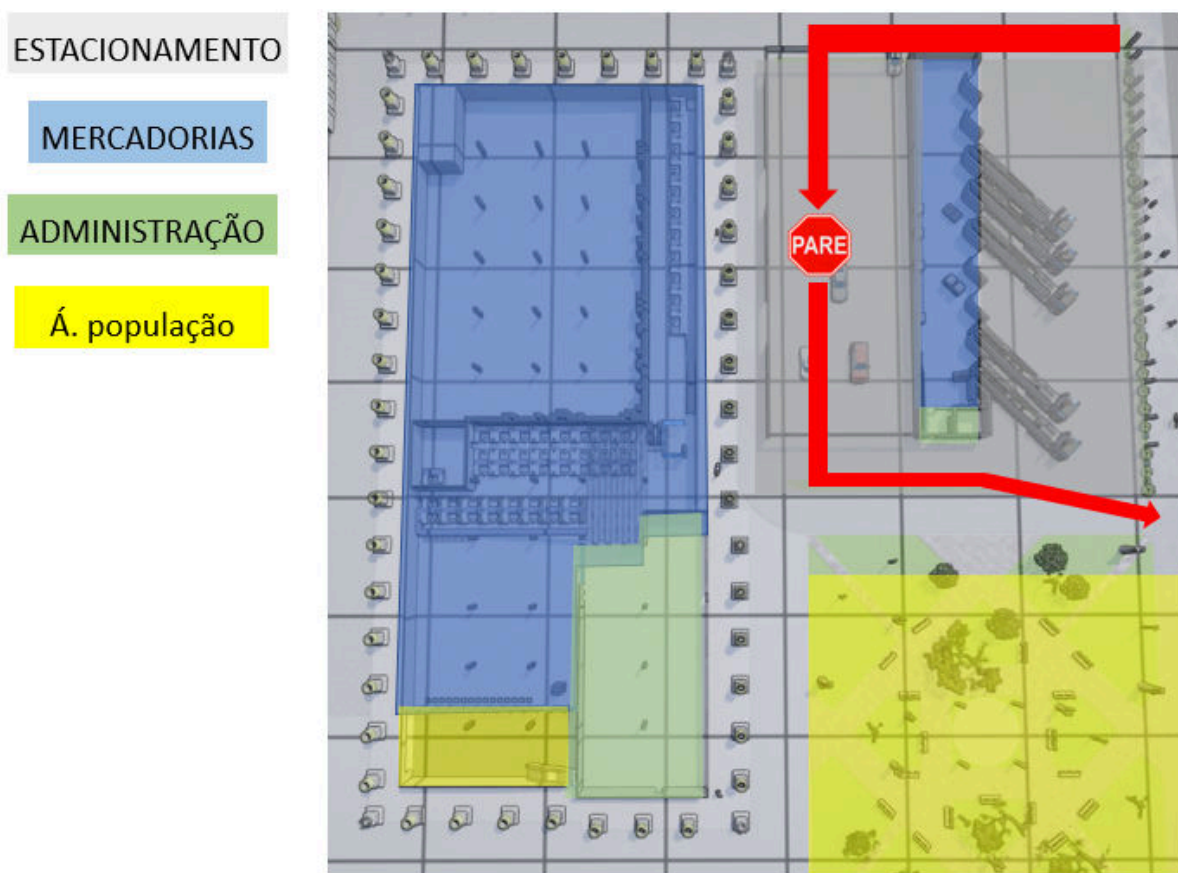 ESTACIONAMENTO
MERCADORIAS
ADMINISTRAÇÃO
Á. população
PARE